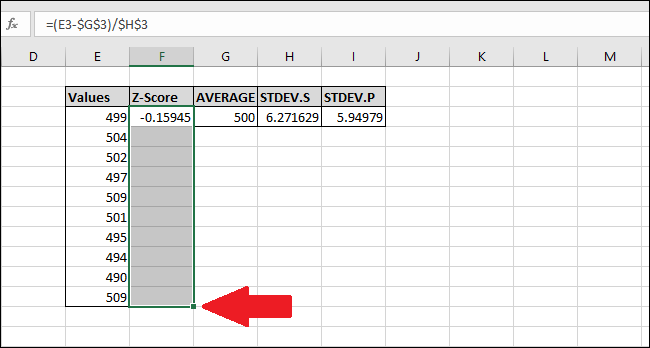 fx =(E3-$G$3)/$H$3
D E F G H I J K L M
Values Z-Score AVERAGE STDEV.S STDEV.P
499 -0.15945 500 6.271629 5.94979
504
502
497
509
501
495
494
490
509